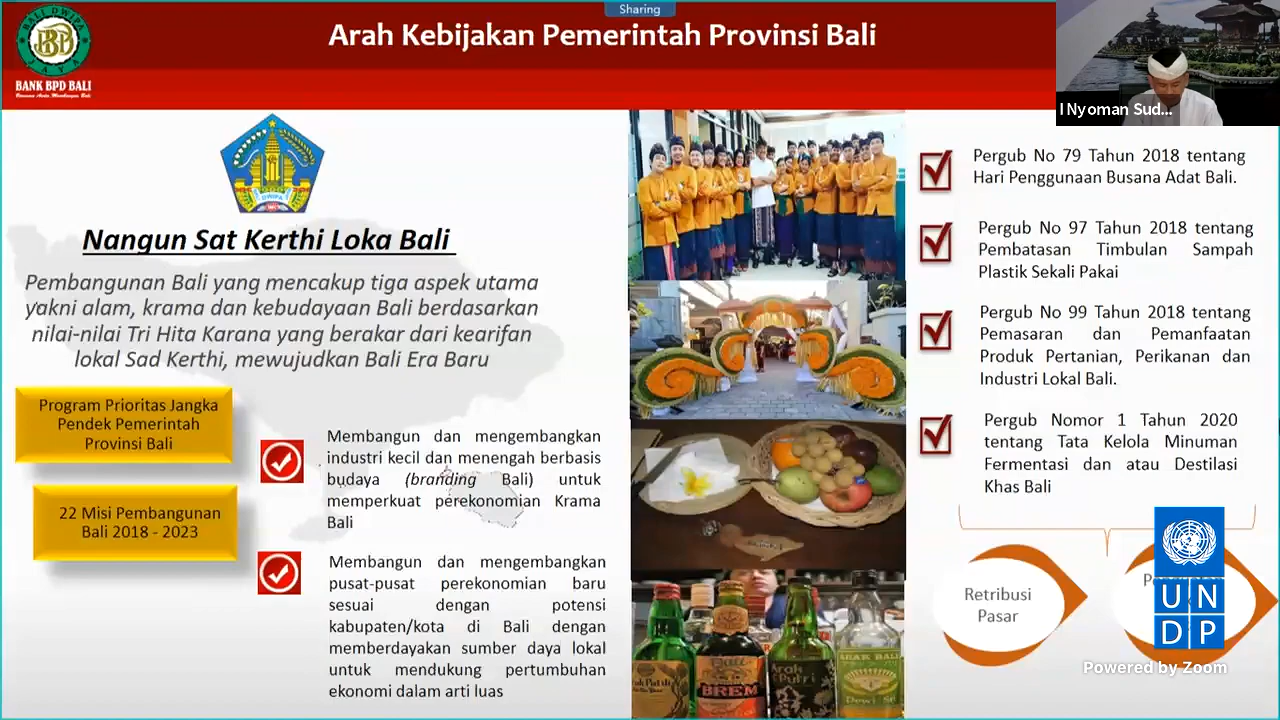 Sharing
BALI DWIPA
JAYA
BPD
BANK BPD BALI
Arah Kebijakan Pemerintah Provinsi Bali
I Nyoman Sud...
Nangun Sat Kerthi Loka Bali
Pembangunan Bali yang mencakup tiga aspek utama
yakni alam, krama dan kebudayaan Bali berdasarkan
nilai-nilai Tri Hita Karana yang berakar dari kearifan
lokal Sad Kerthi, mewujudkan Bali Era Baru
Program Prioritas Jangka
Pendek Pemerintah
Provinsi Bali
22 Misi Pembangunan
Bali 2018 - 2023
Membangun dan mengembangkan
industri kecil dan menengah berbasis
budaya (branding Bali) untuk
memperkuat perekonomian Krama
Bali
Membangun dan mengembangkan
pusat-pusat perekonomian baru
sesuai dengan potensi
kabupaten/kota di Bali dengan
memberdayakan sumber daya lokal
untuk mendukung pertumbuhan
ekonomi dalam arti luas
Bali
BREM
Arak
Putri
ARAK BALI
Dewi Sri
Pergub No 79 Tahun 2018 tentang
Hari Penggunaan Busana Adat Bali.
Pergub No 97 Tahun 2018 tentang
Pembatasan Timbulan Sampah
Plastik Sekali Pakai
Pergub No 99 Tahun 2018 tentang
Pemasaran dan Pemanfaatan
Produk Pertanian, Perikanan dan
Industri Lokal Bali.
Pergub Nomor 1 Tahun 2020
tentang Tata Kelola Minuman
Fermentasi dan atau Destilasi
Khas Bali
Retribusi
Pasar
U N
D P
Powered by Zoom